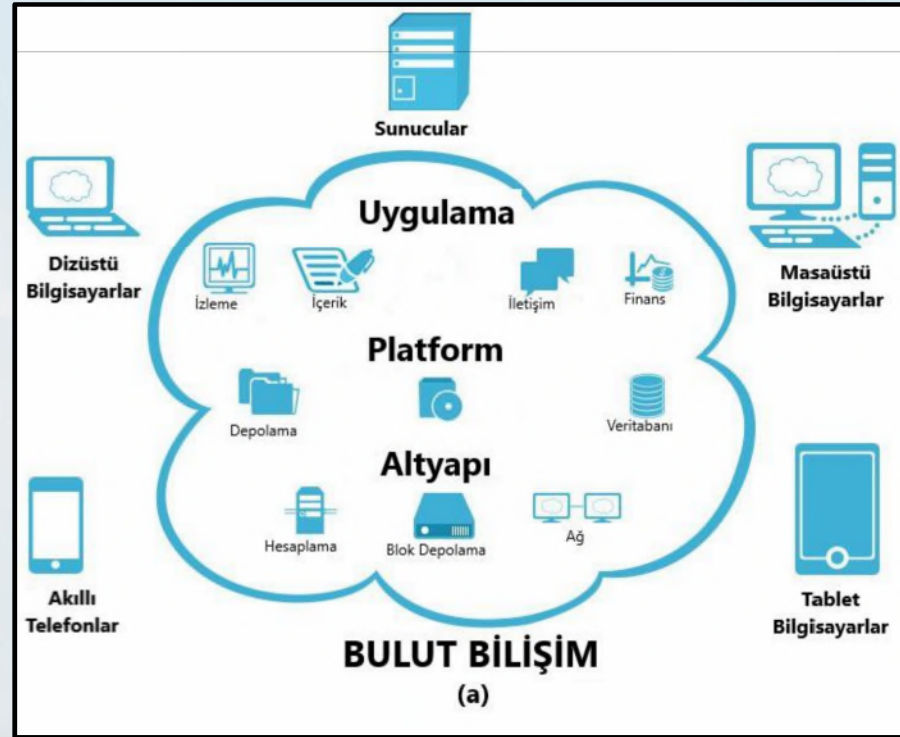 Sunucular
Dizüstü
Bilgisayarlar
Masaüstü
Bilgisayarlar
Uygulama
İzleme
İçerik
İletişim
Finans
Platform
Depolama
Veritabanı
Altyapı
Hesaplama
Blok Depolama
Ağ
Akıllı
Telefonlar
Tablet
Bilgisayarlar
BULUT BİLİŞİM
(a)